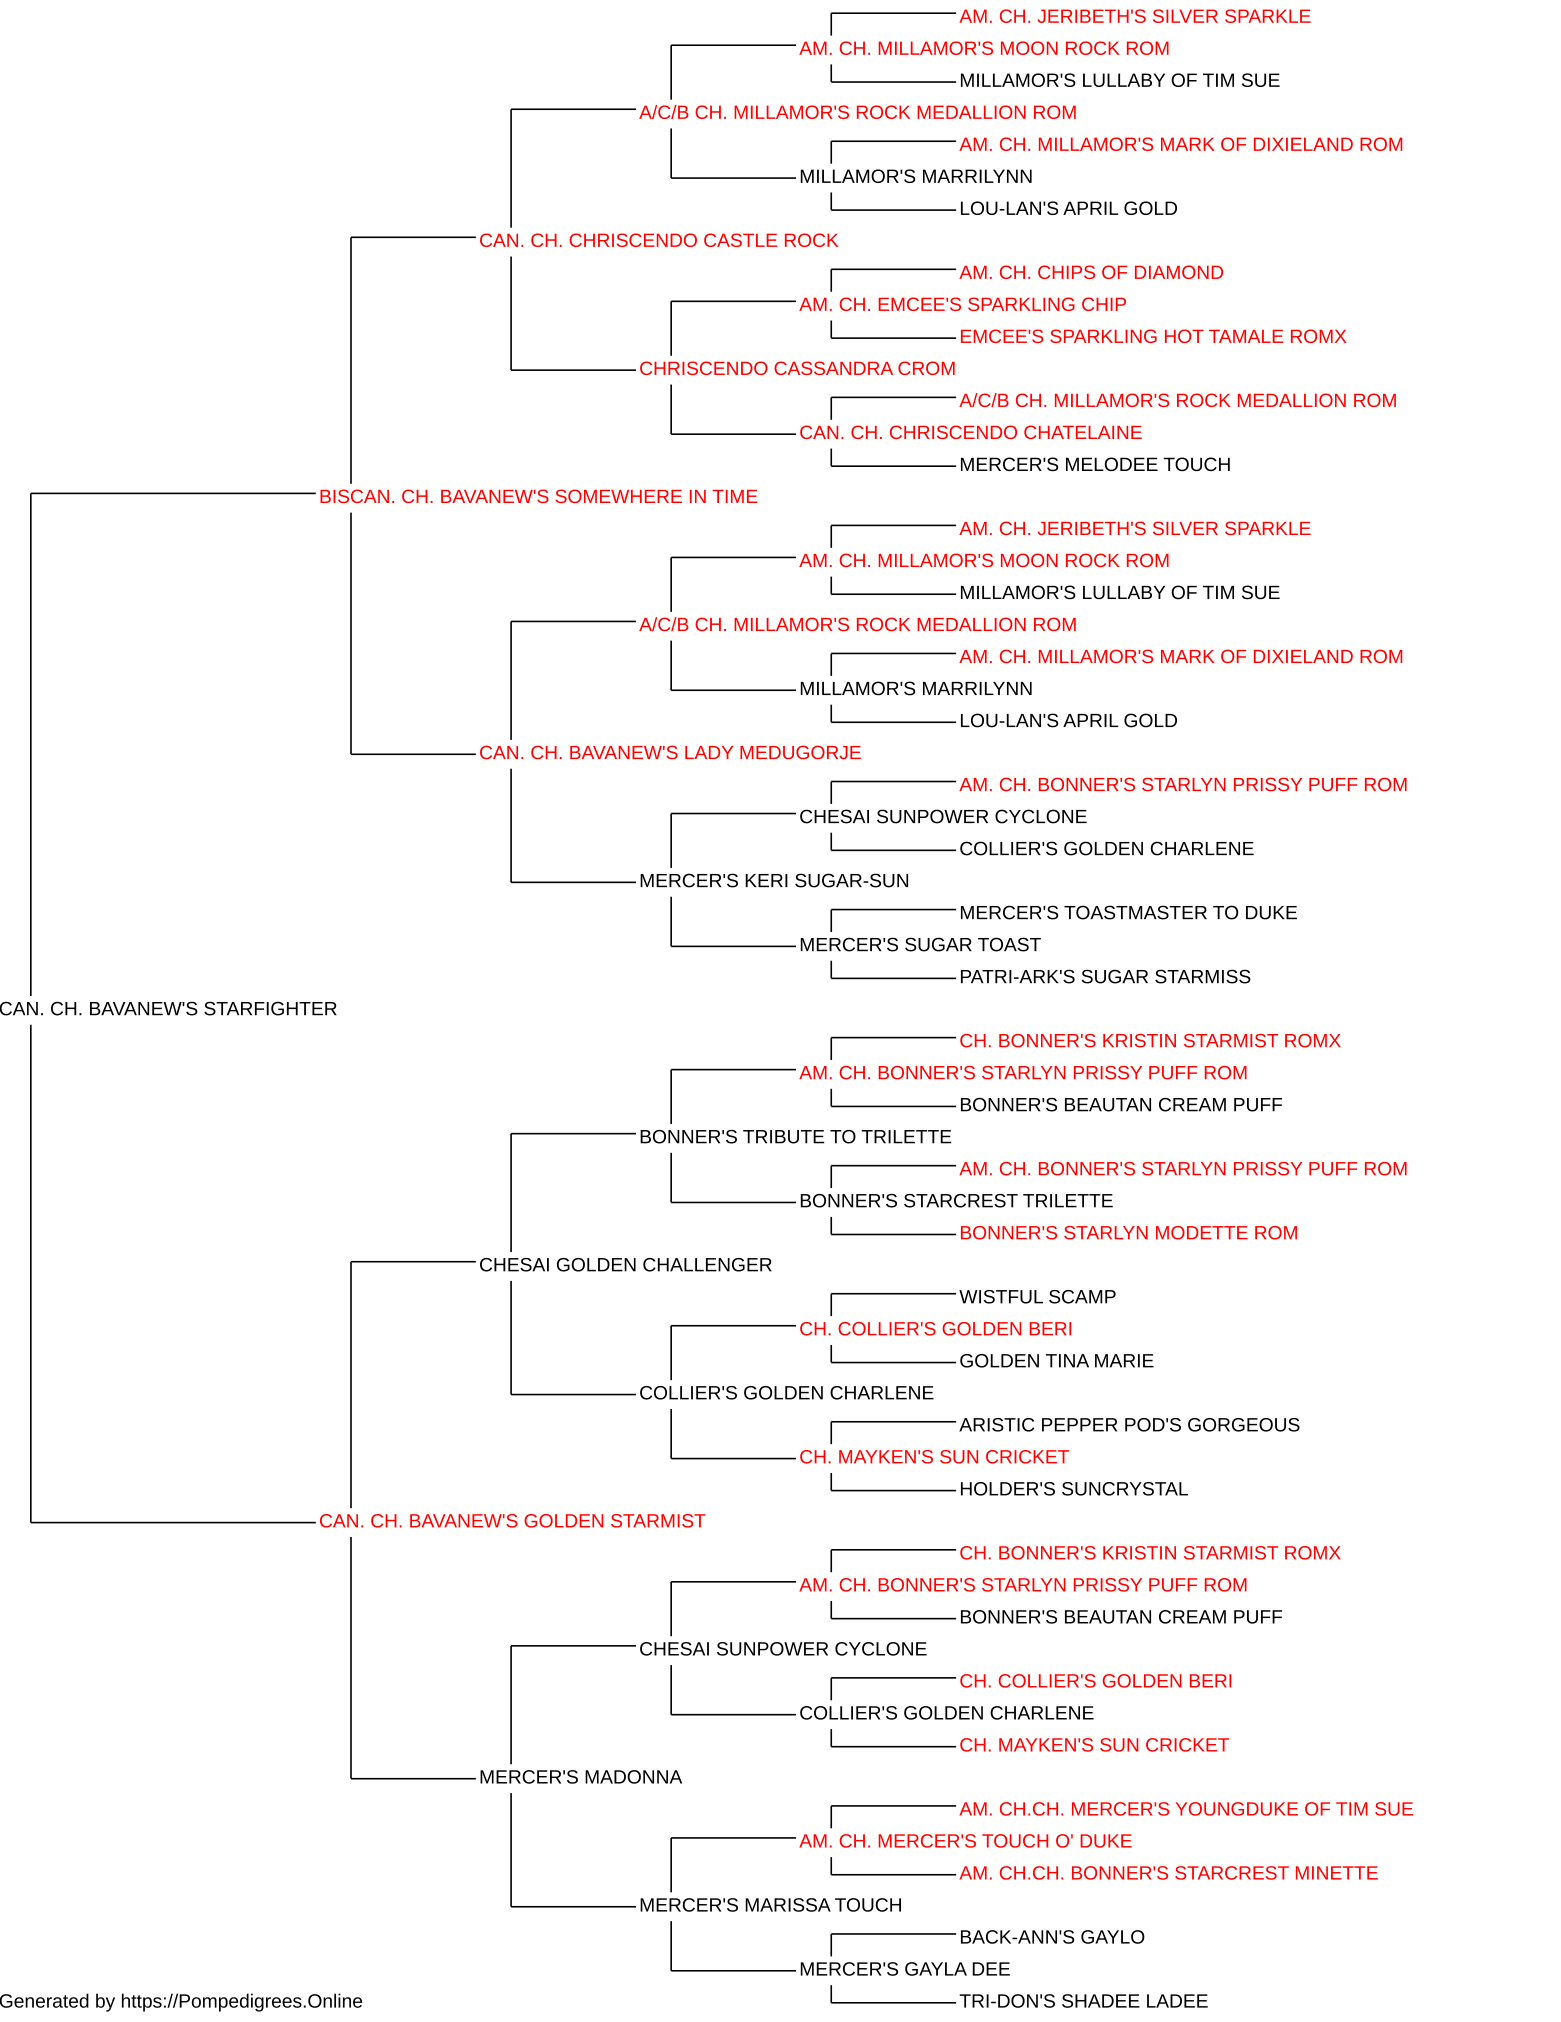 AM. CH. JERIBETH'S SILVER SPARKLE
AM. CH. MILLAMOR'S MOON ROCK ROM
MILLAMOR'S LULLABY OF TIM SUE
A/C/B CH. MILLAMOR'S ROCK MEDALLION ROM
AM. CH. MILLAMOR'S MARK OF DIXIELAND ROM
MILLAMOR'S MARRILYNN
LOU-LAN'S APRIL GOLD
CAN. CH. CHRISCENDO CASTLE ROCK
AM. CH. CHIPS OF DIAMOND
AM. CH. EMCEE'S SPARKLING CHIP
EMCEE'S SPARKLING HOT TAMALE ROMX
CHRISCENDO CASSANDRA CROM
A/C/B CH. MILLAMOR'S ROCK MEDALLION ROM
CAN. CH. CHRISCENDO CHATELAINE
MERCER'S MELODEE TOUCH
BISCAN. CH. BAVANEW'S SOMEWHERE IN TIME
AM. CH. JERIBETH'S SILVER SPARKLE
AM. CH. MILLAMOR'S MOON ROCK ROM
MILLAMOR'S LULLABY OF TIM SUE
A/C/B CH. MILLAMOR'S ROCK MEDALLION ROM
AM. CH. MILLAMOR'S MARK OF DIXIELAND ROM
MILLAMOR'S MARRILYNN
LOU-LAN'S APRIL GOLD
CAN. CH. BAVANEW'S LADY MEDUGORJE
AM. CH. BONNER'S STARLYN PRISSY PUFF ROM
CHESAI SUNPOWER CYCLONE
COLLIER'S GOLDEN CHARLENE
MERCER'S KERI SUGAR-SUN
MERCER'S TOASTMASTER TO DUKE
MERCER'S SUGAR TOAST
PATRI-ARK'S SUGAR STARMISS
CAN. CH. BAVANEW'S STARFIGHTER
CH. BONNER'S KRISTIN STARMIST ROMX
AM. CH. BONNER'S STARLYN PRISSY PUFF ROM
BONNER'S BEAUTAN CREAM PUFF
BONNER'S TRIBUTE TO TRILETTE
AM. CH. BONNER'S STARLYN PRISSY PUFF ROM
BONNER'S STARCREST TRILETTE
BONNER'S STARLYN MODETTE ROM
CHESAI GOLDEN CHALLENGER
WISTFUL SCAMP
CH. COLLIER'S GOLDEN BERI
GOLDEN TINA MARIE
COLLIER'S GOLDEN CHARLENE
ARISTIC PEPPER POD'S GORGEOUS
CH. MAYKEN'S SUN CRICKET
HOLDER'S SUNCRYSTAL
CAN. CH. BAVANEW'S GOLDEN STARMIST
CH. BONNER'S KRISTIN STARMIST ROMX
AM. CH. BONNER'S STARLYN PRISSY PUFF ROM
BONNER'S BEAUTAN CREAM PUFF
CHESAI SUNPOWER CYCLONE
CH. COLLIER'S GOLDEN BERI
COLLIER'S GOLDEN CHARLENE
CH. MAYKEN'S SUN CRICKET
MERCER'S MADONNA
AM. CH.CH. MERCER'S YOUNGDUKE OF TIM SUE
AM. CH. MERCER'S TOUCH O' DUKE
AM. CH.CH. BONNER'S STARCREST MINETTE
MERCER'S MARISSA TOUCH
BACK-ANN'S GAYLO
MERCER'S GAYLA DEE
TRI-DON'S SHADEE LADEE
Generated by https://Pompedigrees.Online